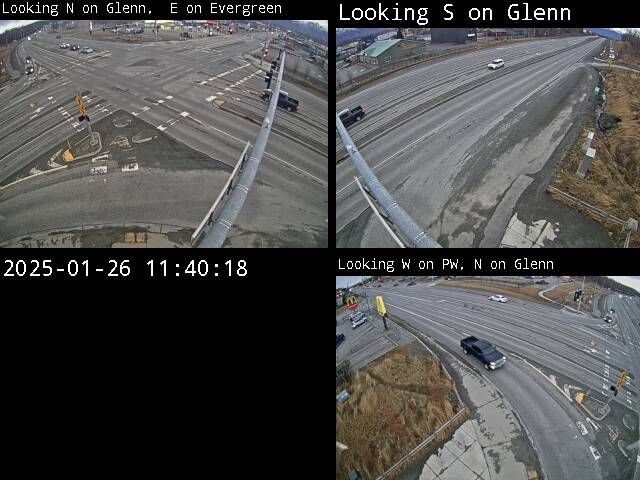 Looking N on Glenn,  E on Evergreen
Looking S on Glenn
2025-01-26 11:40:18
Looking W on PW, N on Glenn